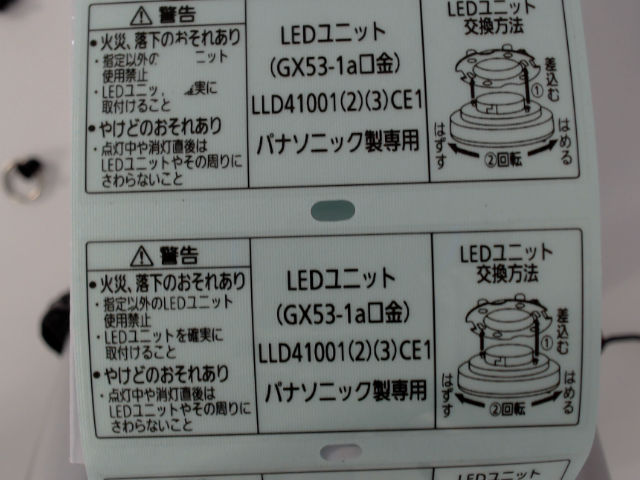 ⚠警告
・火災、落下のおそれあり
・指定以外の ユニット
使用禁止
・LEDユニッ 確実に
取付けること
・やけどのおそれあり
・点灯中や消灯直後は
LEDユニットやその周りに
さわらないこと
LEDユニット
(GX53-1a口金)
LLD41001(2)(3)CE1
パナソニック製専用
LEDユニット
交換方法
差込む
①
はずす
②回転
はめる
⚠警告
・火災、落下のおそれあり
・指定以外のLEDユニット
使用禁止
・LEDユニットを確実に
取付けること
・やけどのおそれあり
・点灯中や消灯直後は
LEDユニットやその周りに
さわらないこと
LEDユニット
(GX53-1a口金)
LLD41001(2)(3)CE1
パナソニック製専用
LEDユニット
交換方法
差込む
①
はずす
②回転
はめる
LEDユニット